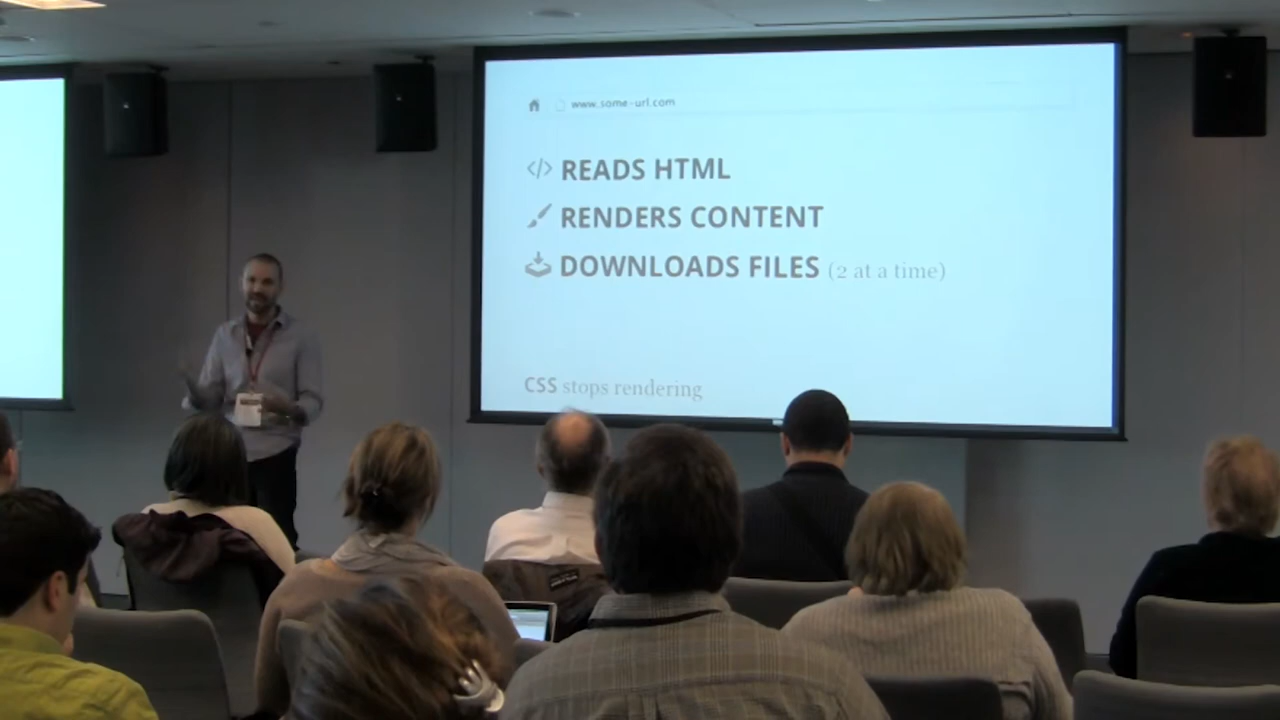 www.some-url.com
</> READS HTML
RENDERS CONTENT
DOWNLOADS FILES (2 at a time)
CSS stops rendering